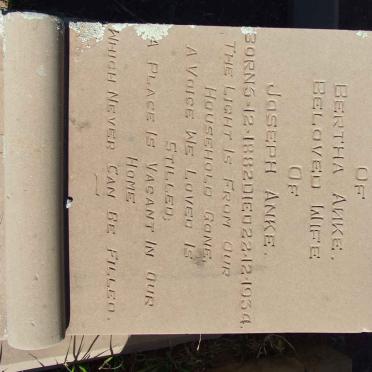 OF
BERTHA ANKE,
BELOVED WIFE
OF
JOSEPH ANKE.
BORN 5·12·1882 DIED 22·12·1934.
THE LIGHT IS FROM OUR
HOUSEHOLD GONE,
A VOICE WE LOVED IS
STILLED;
A PLACE IS VACANT IN OUR
HOME
WHICH NEVER CAN BE FILLED.